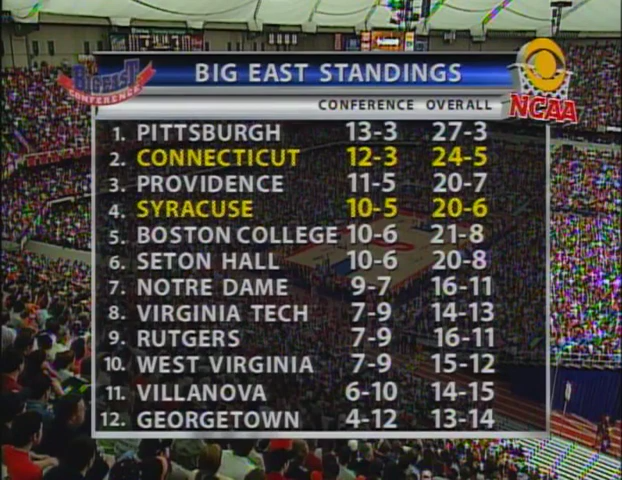 BIG EAST CONFERENCE
BIG EAST STANDINGS
NCAA
CONFERENCE OVERALL
1. PITTSBURGH 13-3 27-3
2. CONNECTICUT 12-3 24-5
3. PROVIDENCE 11-5 20-7
4. SYRACUSE 10-5 20-6
5. BOSTON COLLEGE 10-6 21-8
6. SETON HALL 10-6 20-8
7. NOTRE DAME 9-7 16-11
8. VIRGINIA TECH 7-9 14-13
9. RUTGERS 7-9 16-11
10. WEST VIRGINIA 7-9 15-12
11. VILLANOVA 6-10 14-15
12. GEORGETOWN 4-12 13-14